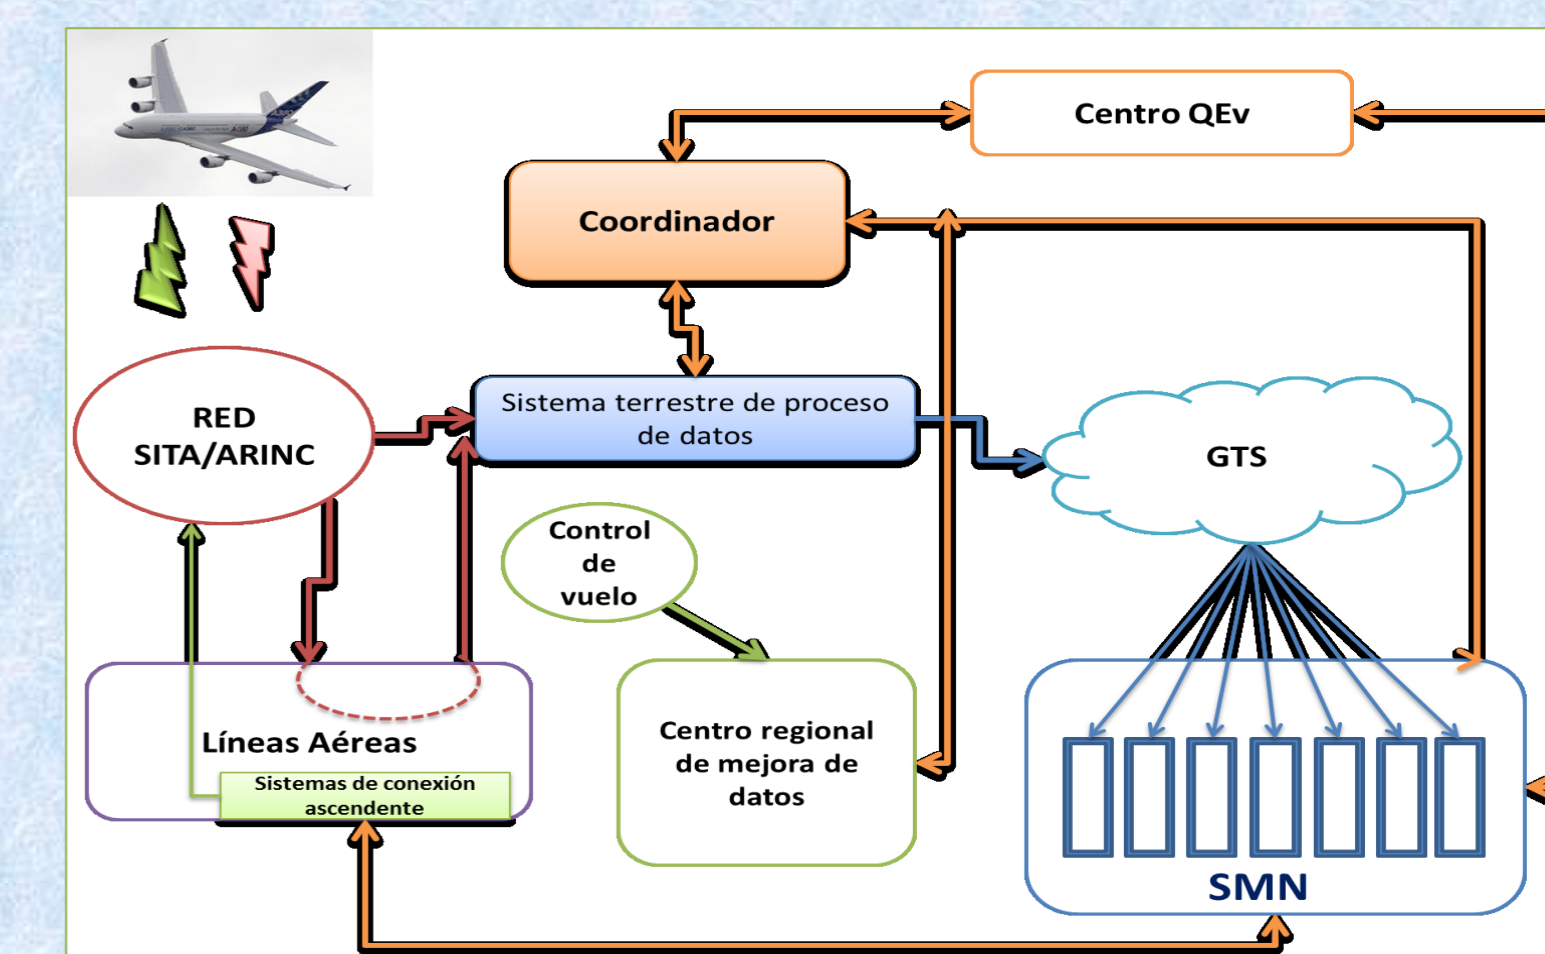 Centro QEv
Coordinador
Sistema terrestre de proceso
de datos
RED
SITA/ARINC
GTS
Control
de
vuelo
Centro regional
de mejora de
datos
Líneas Aéreas
Sistemas de conexión
ascendente
SMN